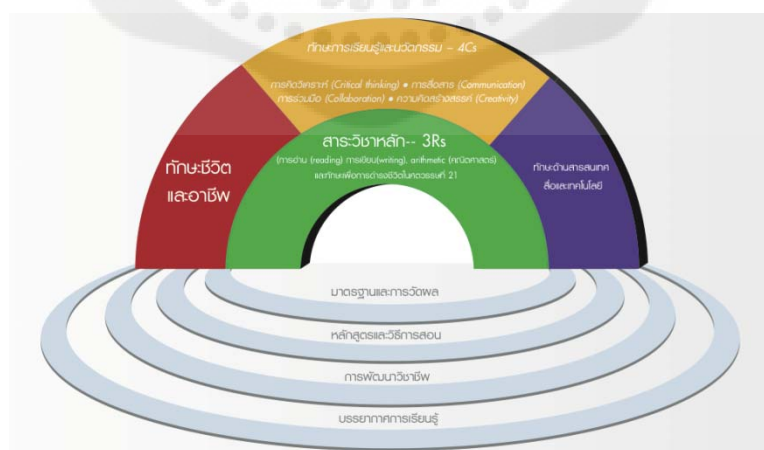 ทักษะการเรียนรู้และนวัตกรรม – 4Cs
การคิดวิเคราะห์ (Critical thinking) • การสื่อสาร (Communication)
การร่วมมือ (Collaboration) • ความคิดสร้างสรรค์ (Creativity)
สาระวิชาหลัก-- 3Rs
(การอ่าน (reading) การเขียน(writing), arithmetic (คณิตศาสตร์)
และทักษะเพื่อการดำรงชีวิตในศตวรรษที่ 21
ทักษะชีวิต
และอาชีพ
ทักษะด้านสารสนเทศ
สื่อและเทคโนโลยี
มาตรฐานและการวัดผล
หลักสูตรและวิธีการสอน
การพัฒนาวิชาชีพ
บรรยากาศการเรียนรู้